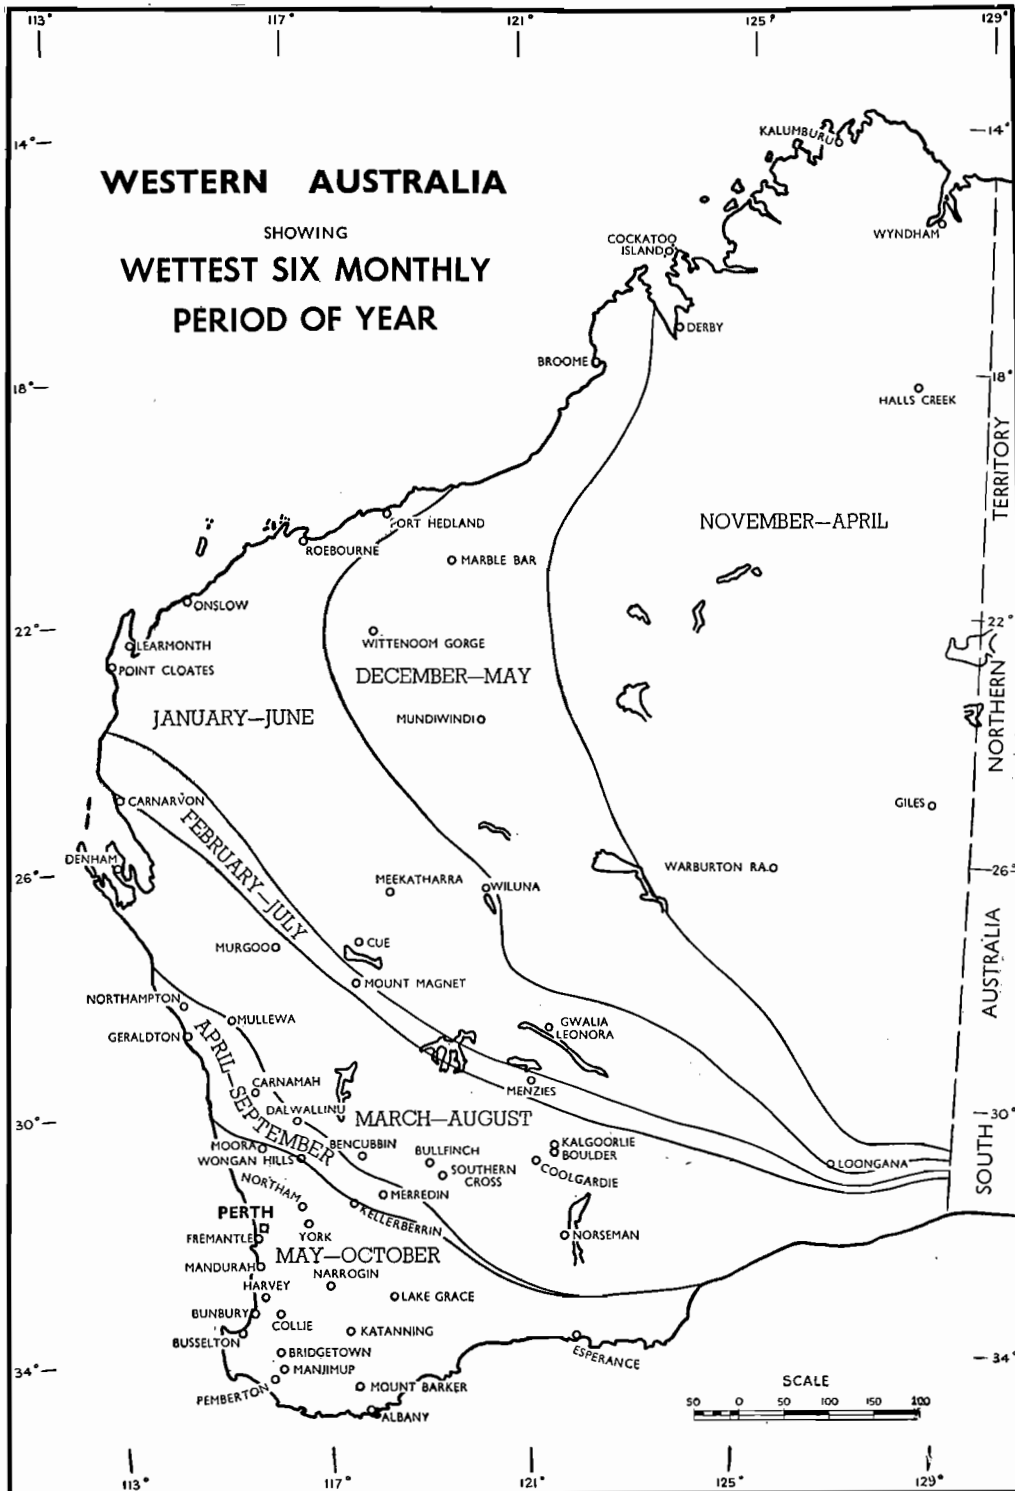 113°
117°
121°
125°
129°
14°
14°
KALUMBURU
WESTERN AUSTRALIA
SHOWING
WETTEST SIX MONTHLY
PERIOD OF YEAR
WYNDHAM
COCKATOO
ISLAND
DERBY
BROOME
18°
18°
HALLS CREEK
TERRITORY
NOVEMBER—APRIL
PORT HEDLAND
ROEBOURNE
MARBLE BAR
ONSLOW
22°
22°
LEARMONTH
WITTENOOM GORGE
POINT CLOATES
DECEMBER—MAY
NORTHERN
JANUARY—JUNE
MUNDIWINDI
CARNARVON
GILES
FEBRUARY—JULY
DENHAM
WARBURTON RA.
26°
26°
MEEKATHARRA
WILUNA
MURGOO
CUE
AUSTRALIA
MOUNT MAGNET
NORTHAMPTON
MULLEWA
GWALIA
LEONORA
GERALDTON
APRIL—SEPTEMBER
CARNAMAH
MENZIES
DALWALLINU
MARCH—AUGUST
30°
30°
MOORA
BENCUBBIN
KALGOORLIE
BOULDER
WONGAN HILLS
BULLFINCH
SOUTHERN
CROSS
COOLGARDIE
LOONGANA
SOUTH
NORTHAM
MERREDIN
KELLERBERRIN
PERTH
YORK
FREMANTLE
NORSEMAN
MAY—OCTOBER
MANDURAH
NARROGIN
HARVEY
LAKE GRACE
BUNBURY
COLLIE
KATANNING
BUSSELTON
BRIDGETOWN
ESPERANCE
MANJIMUP
34°
34°
PEMBERTON
MOUNT BARKER
ALBANY
SCALE
50 0 50 100 150 200
113°
117°
121°
125°
129°